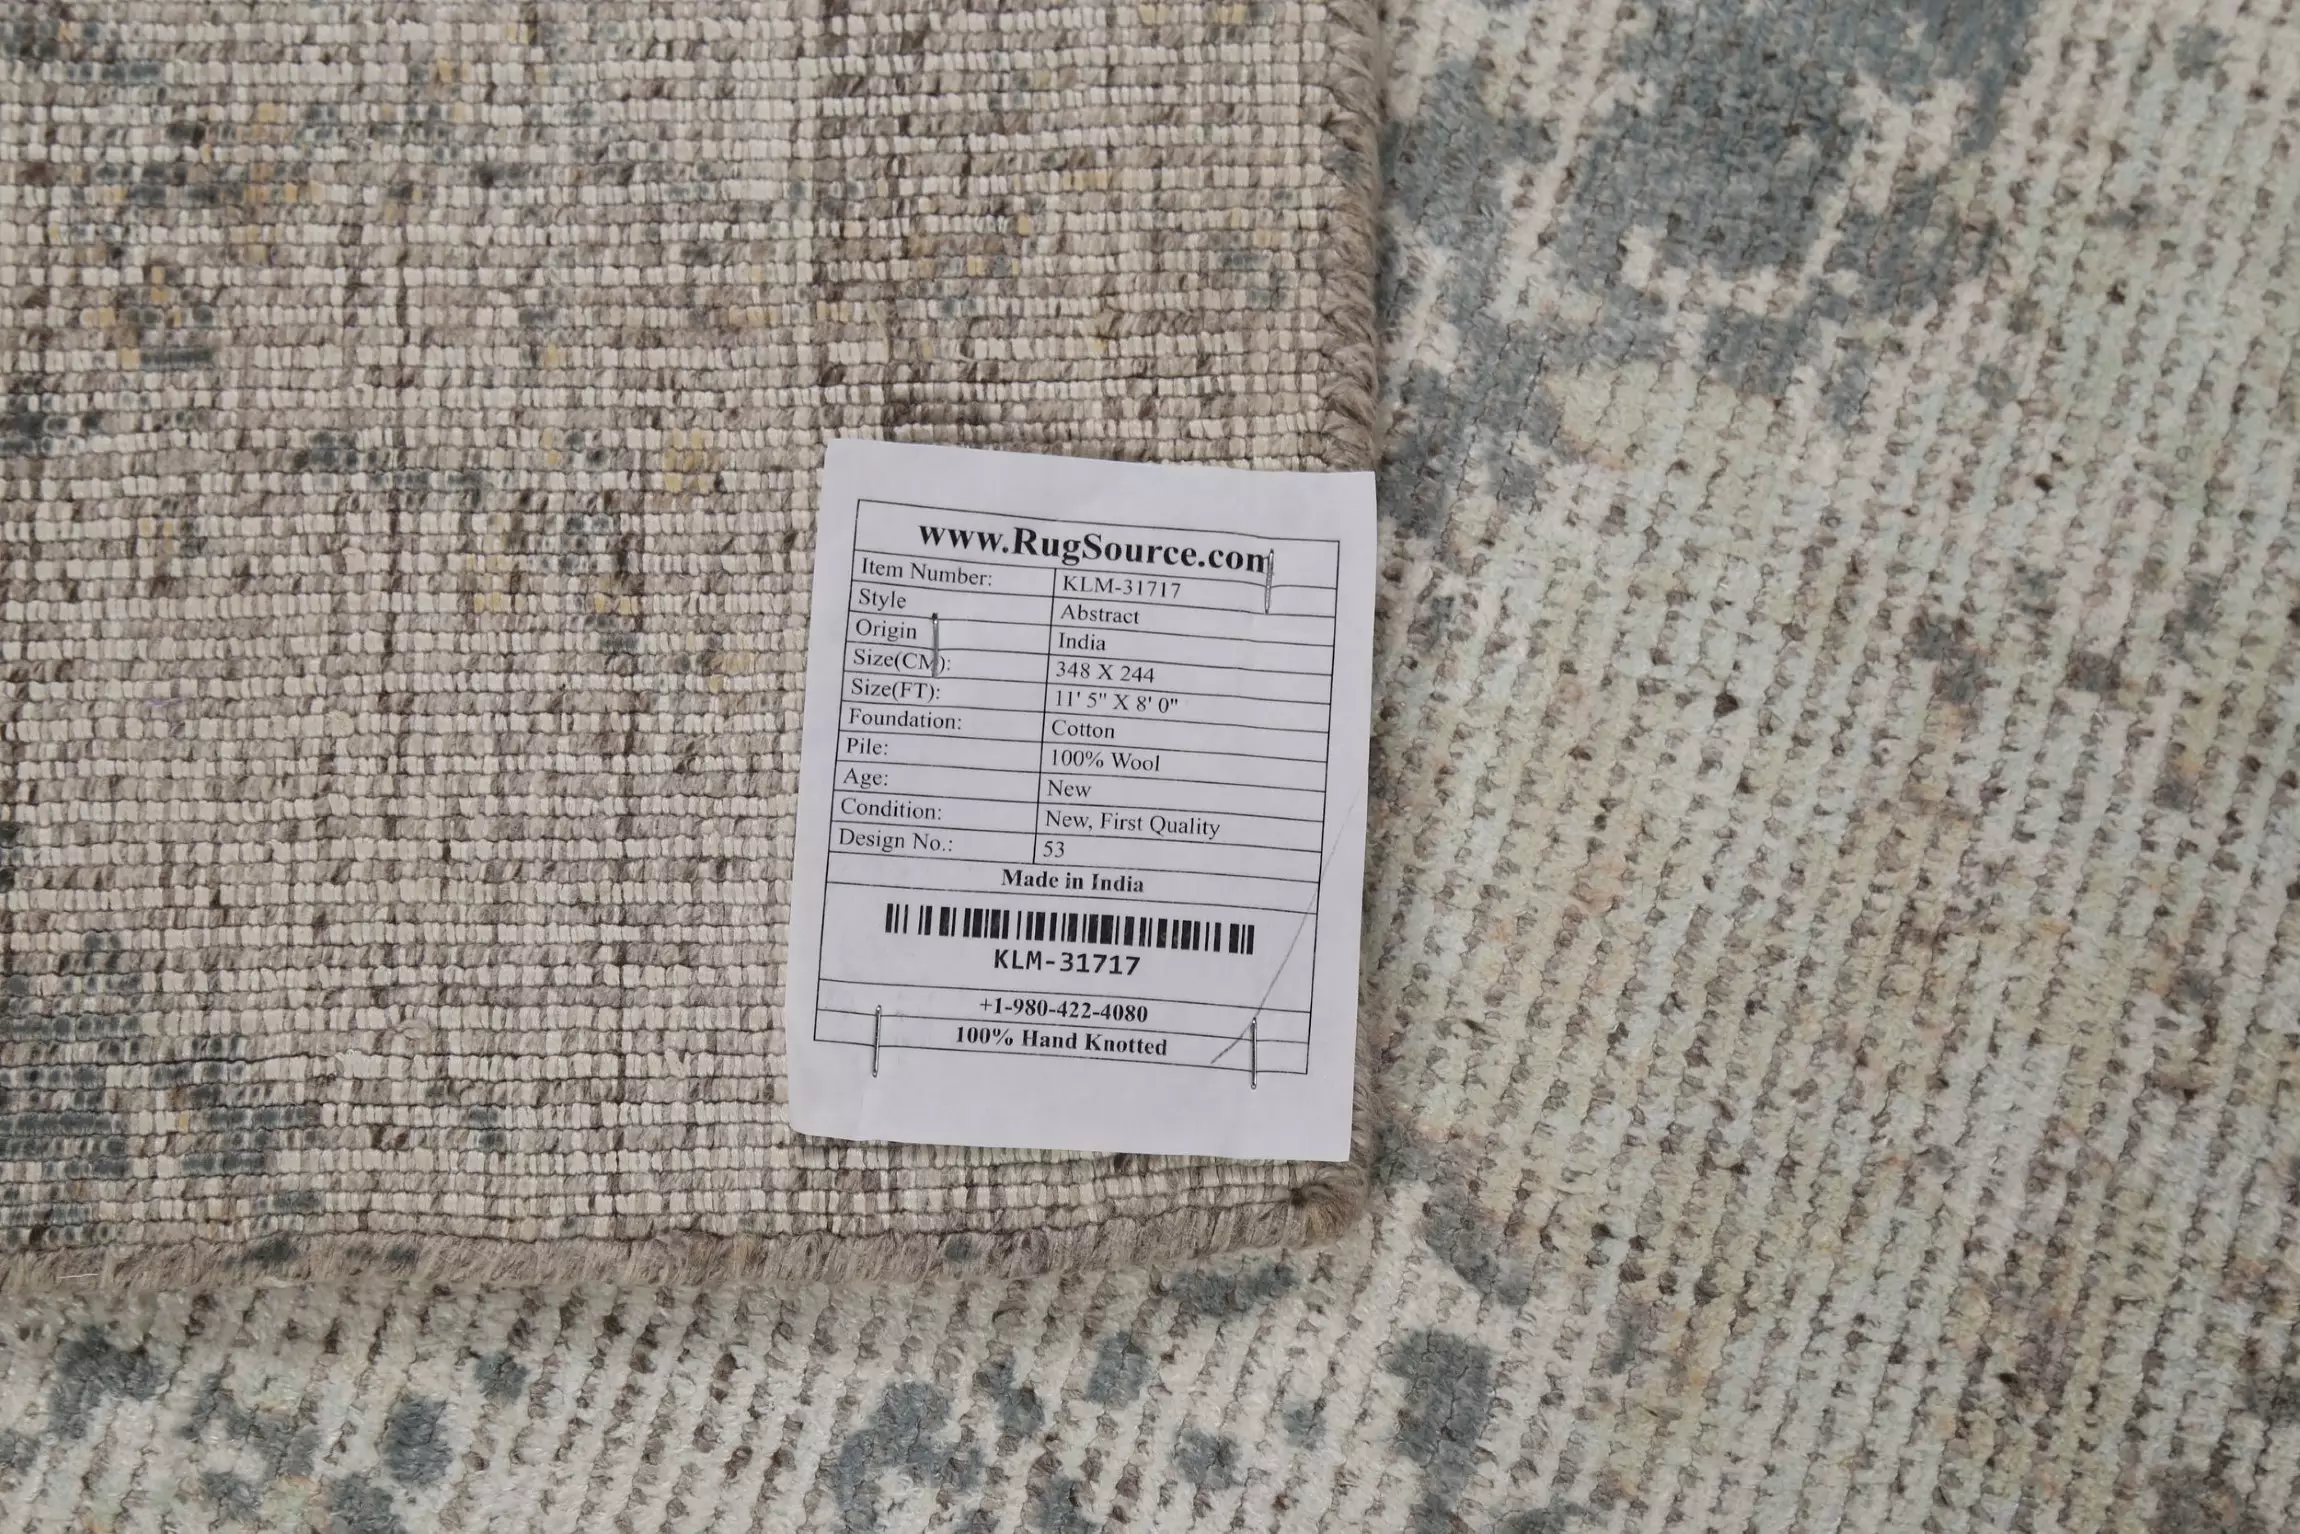 www.RugSource.com
Item Number: KLM-31717
Style Abstract
Origin India
Size(CM): 348 X 244
Size(FT): 11' 5" X 8' 0"
Foundation: Cotton
Pile: 100% Wool
Age: New
Condition: New, First Quality
Design No.: 53
Made in India
KLM-31717
+1-980-422-4080
100% Hand Knotted